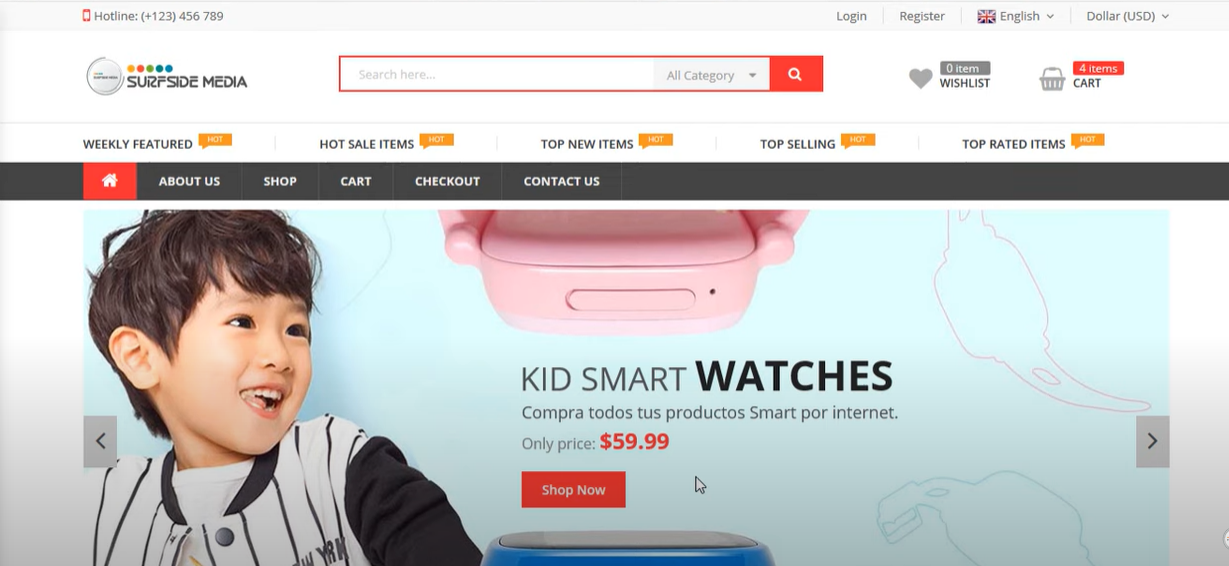 Hotline: (+123) 456 789
Login
Register
English
Dollar (USD)
SURFSIDE MEDIA
Search here...
All Category
0 item
WISHLIST
4 items
CART
WEEKLY FEATURED HOT
HOT SALE ITEMS HOT
TOP NEW ITEMS HOT
TOP SELLING HOT
TOP RATED ITEMS HOT
ABOUT US
SHOP
CART
CHECKOUT
CONTACT US
KID SMART WATCHES
Compra todos tus productos Smart por internet.
Only price: $59.99
Shop Now